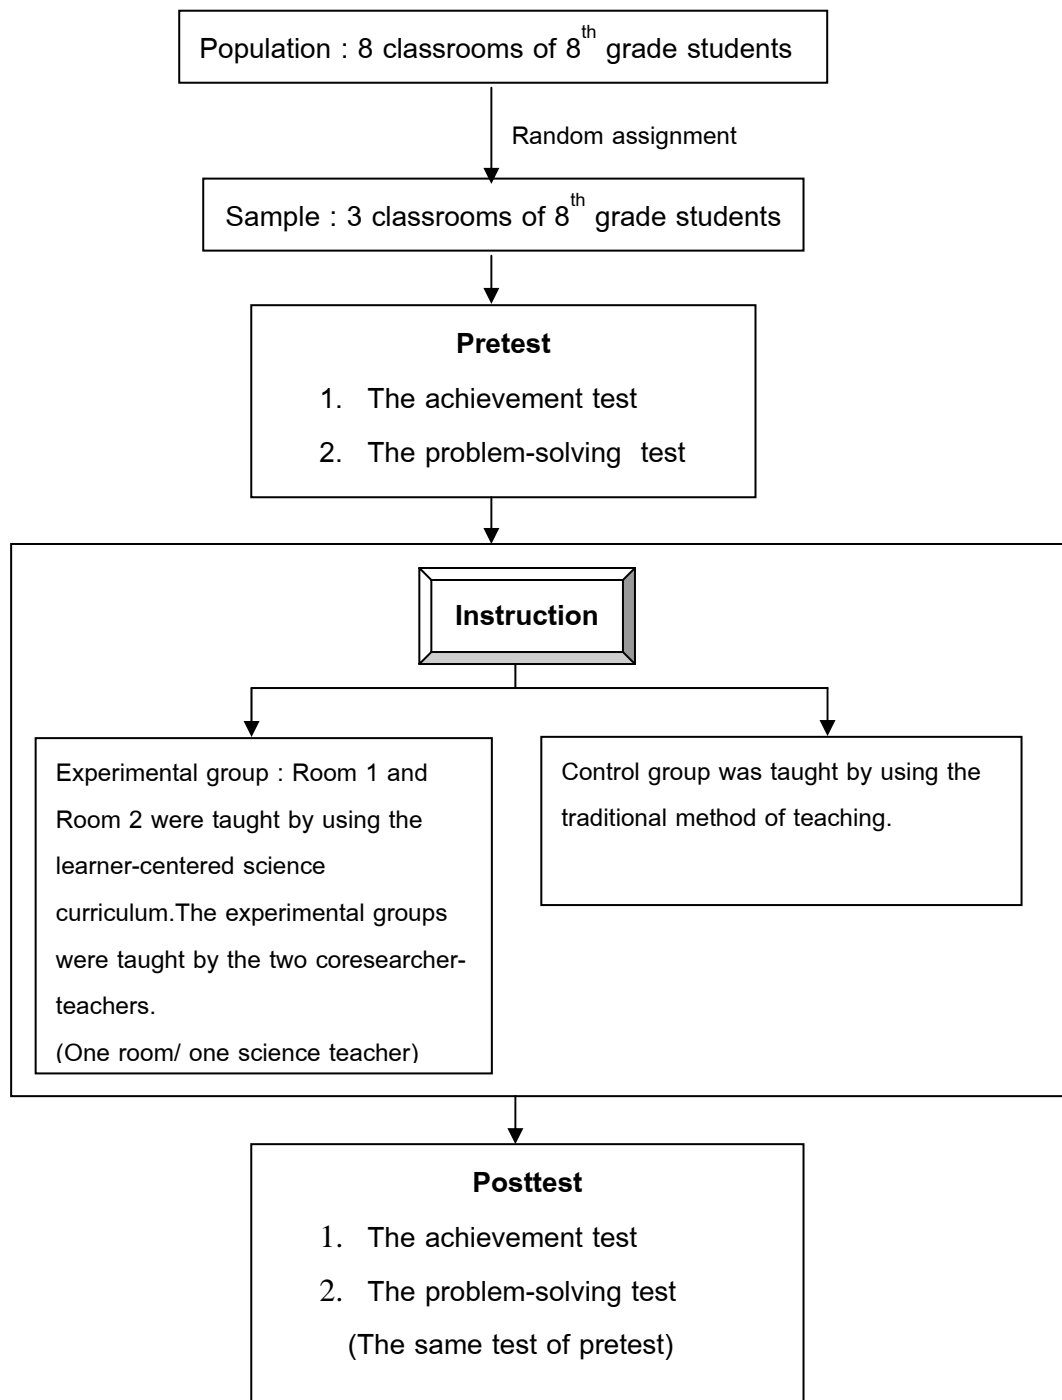 Population : 8 classrooms of 8th grade students
Random assignment
Sample : 3 classrooms of 8th grade students
Pretest
1. The achievement test
2. The problem-solving test
Instruction
Experimental group : Room 1 and
Room 2 were taught by using the
learner-centered science
curriculum.The experimental groups
were taught by the two coresearcher-
teachers.
(One room/ one science teacher)
Control group was taught by using the
traditional method of teaching.
Posttest
1. The achievement test
2. The problem-solving test
(The same test of pretest)